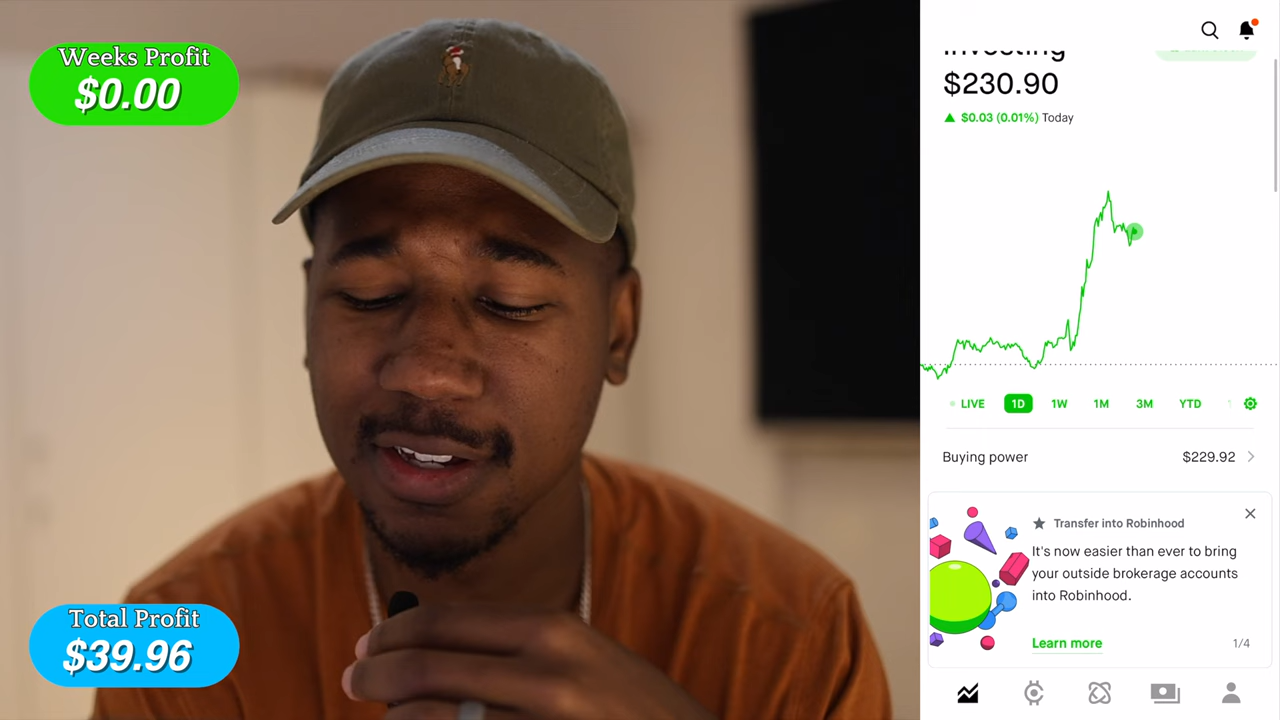 Weeks Profit
$0.00
Total Profit
$39.96
Investing
$230.90
$0.03 (0.01%) Today
LIVE 1D 1W 1M 3M YTD
Buying power $229.92
Transfer into Robinhood
It's now easier than ever to bring
your outside brokerage accounts
into Robinhood.
Learn more 1/4